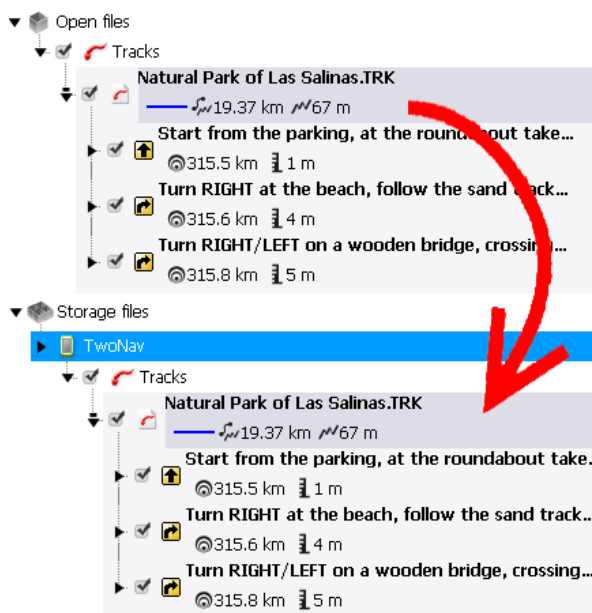 Open files
Tracks
Natural Park of Las Salinas.TRK
19.37 km 67 m
Start from the parking, at the roundabout take...
315.5 km 1 m
Turn RIGHT at the beach, follow the sand track...
315.6 km 4 m
Turn RIGHT/LEFT on a wooden bridge, crossing...
315.8 km 5 m
Storage files
TwoNav
Tracks
Natural Park of Las Salinas.TRK
19.37 km 67 m
Start from the parking, at the roundabout take.
315.5 km 1 m
Turn RIGHT at the beach, follow the sand track..
315.6 km 4 m
Turn RIGHT/LEFT on a wooden bridge, crossing...
315.8 km 5 m